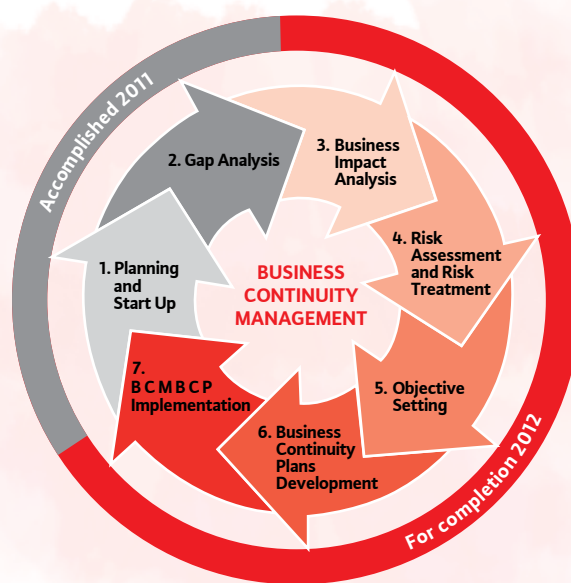 Accomplished 2011
2. Gap Analysis
3. Business
Impact
Analysis
1. Planning
and
Start Up
BUSINESS
CONTINUITY
MANAGEMENT
4. Risk
Assessment
and Risk
Treatment
7.
B C M B C P
Implementation
5. Objective
Setting
6. Business
Continuity
Plans
Development
For completion 2012